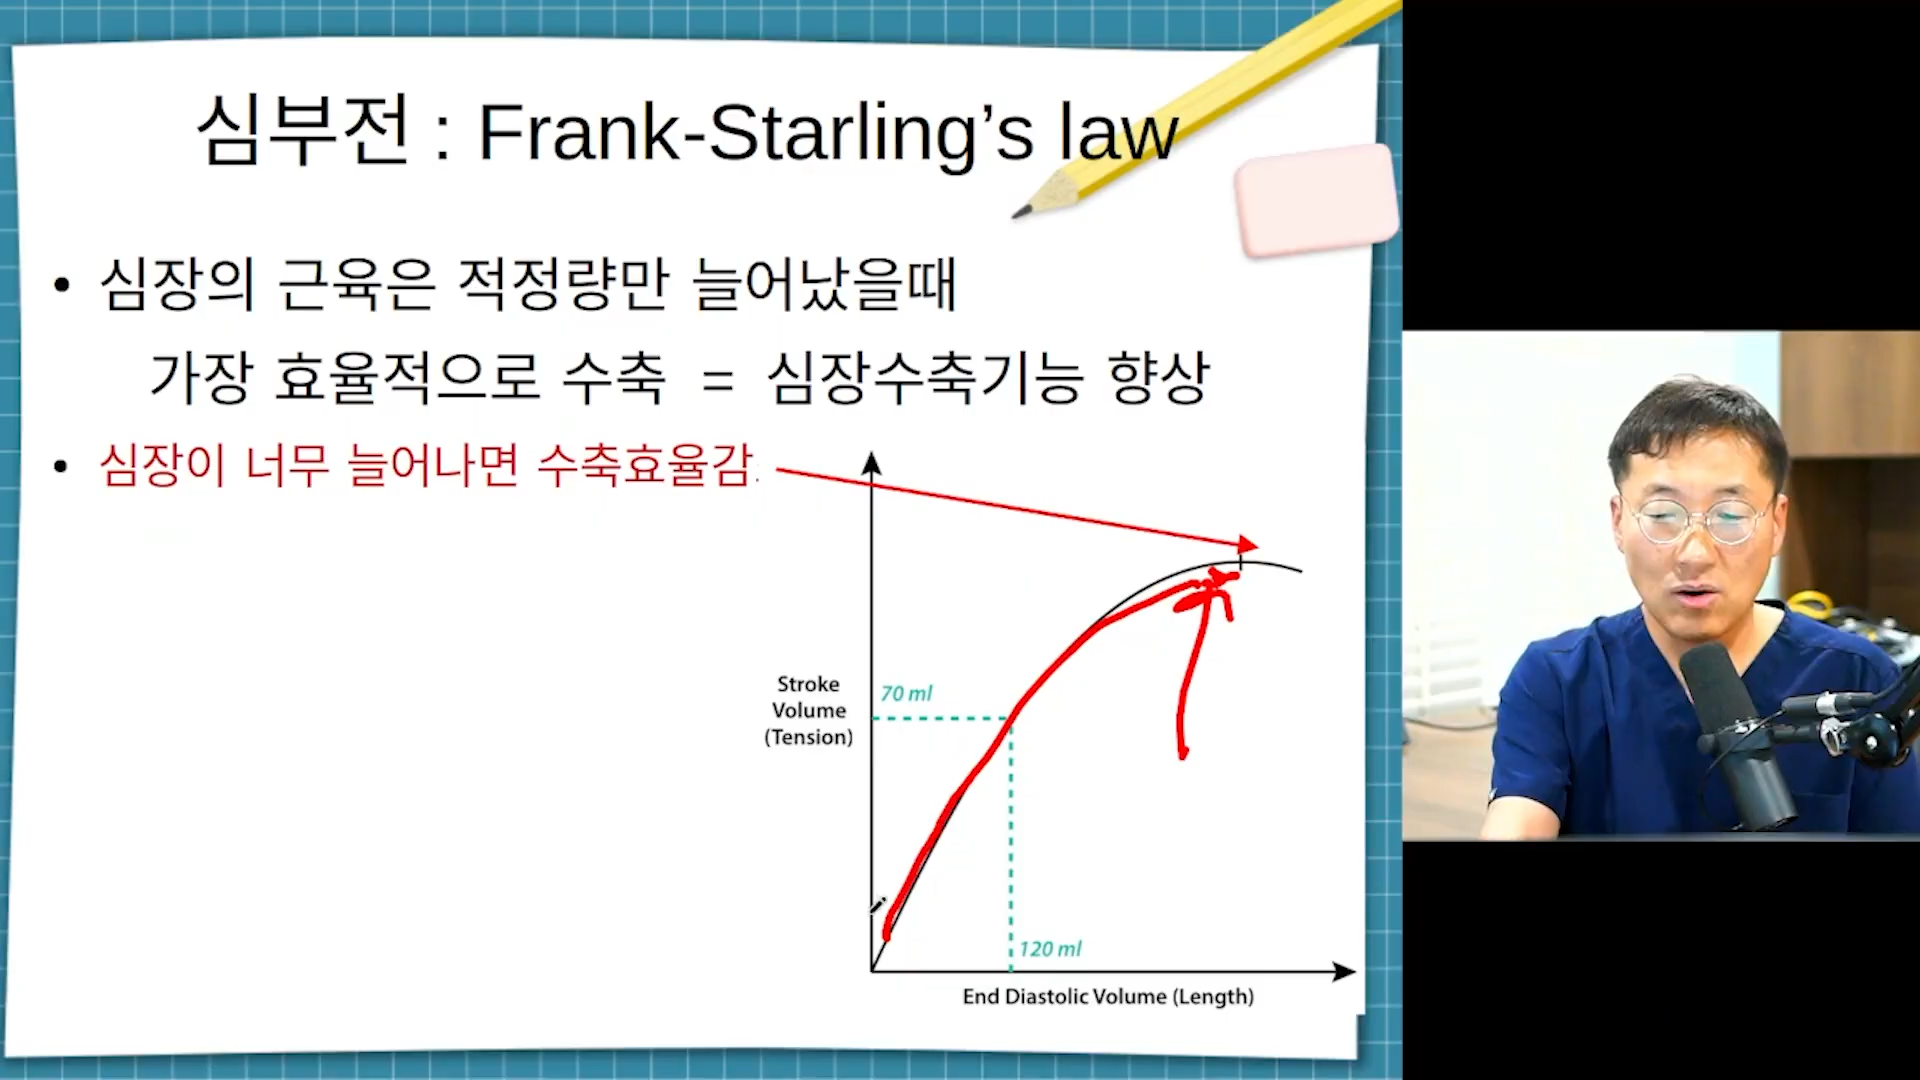 심부전 : Frank-Starling’s law
• 심장의 근육은 적정량만 늘어났을때
가장 효율적으로 수축 = 심장수축기능 향상
• 심장이 너무 늘어나면 수축효율감
Stroke
Volume
(Tension)
70 ml
120 ml
End Diastolic Volume (Length)